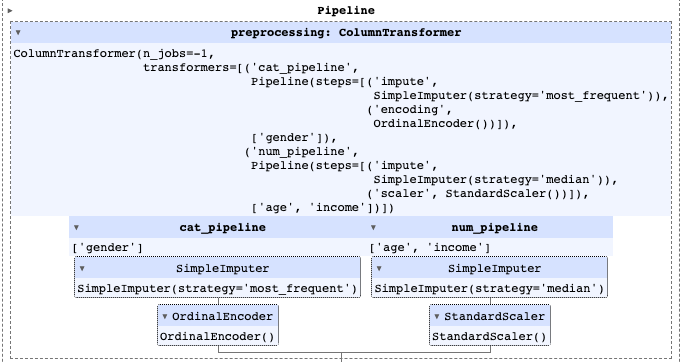 Pipeline
preprocessing: ColumnTransformer
ColumnTransformer(n_jobs=-1,
transformers=[('cat_pipeline',
Pipeline(steps=[('impute',
SimpleImputer(strategy='most_frequent')),
('encoding',
OrdinalEncoder())]),
['gender']),
('num_pipeline',
Pipeline(steps=[('impute',
SimpleImputer(strategy='median')),
('scaler', StandardScaler())]),
['age', 'income'])])
cat_pipeline
['gender']
SimpleImputer
SimpleImputer(strategy='most_frequent')
OrdinalEncoder
OrdinalEncoder()
num_pipeline
['age', 'income']
SimpleImputer
SimpleImputer(strategy='median')
StandardScaler
StandardScaler()